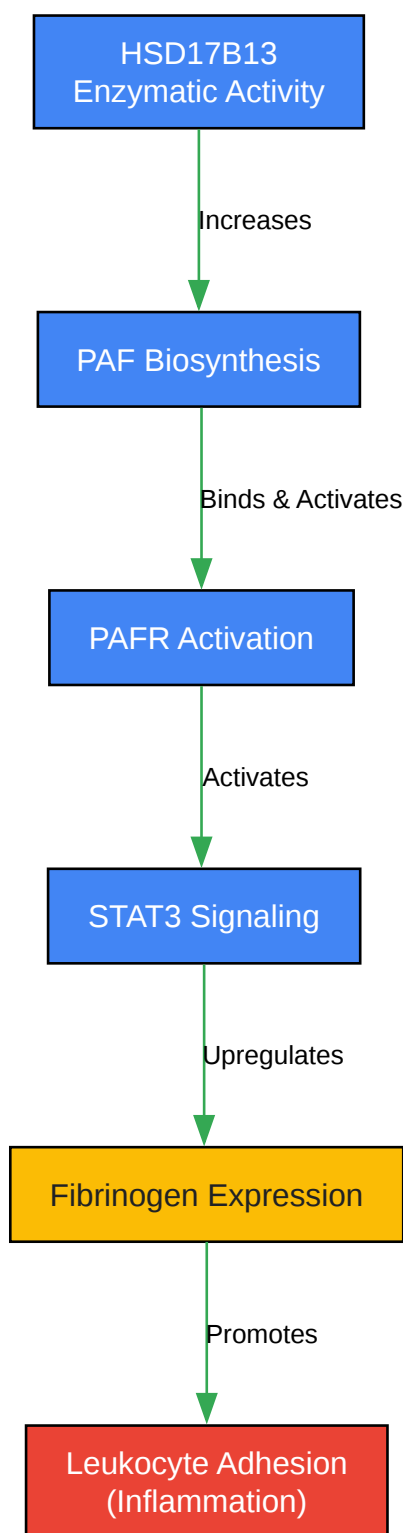 HSD17B13
Enzymatic Activity
Increases
PAF Biosynthesis
Binds & Activates
PAFR Activation
Activates
STAT3 Signaling
Upregulates
Fibrinogen Expression
Promotes
Leukocyte Adhesion
(Inflammation)